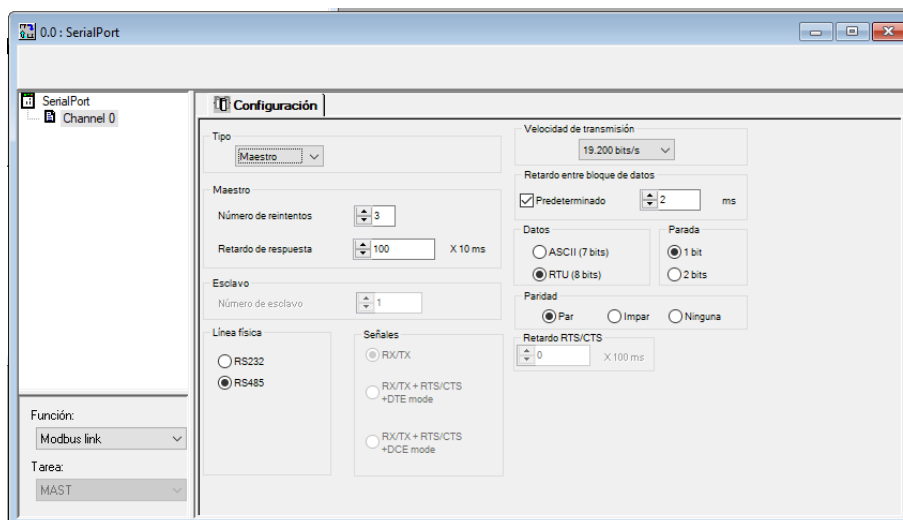 0.0 : SerialPort
SerialPort
Channel 0
Función:
Modbus link
Tarea:
MAST
Configuración
Tipo
Maestro
Maestro
Número de reintentos
3
Retardo de respuesta
100
X 10 ms
Esclavo
Número de esclavo
1
Línea física
RS232
RS485
Señales
RX/TX
RX/TX + RTS/CTS
+DTE mode
RX/TX + RTS/CTS
+DCE mode
Velocidad de transmisión
19.200 bits/s
Retardo entre bloque de datos
Predeterminado
2
ms
Datos
ASCII (7 bits)
RTU (8 bits)
Parada
1 bit
2 bits
Paridad
Par
Impar
Ninguna
Retardo RTS/CTS
0
X 100 ms